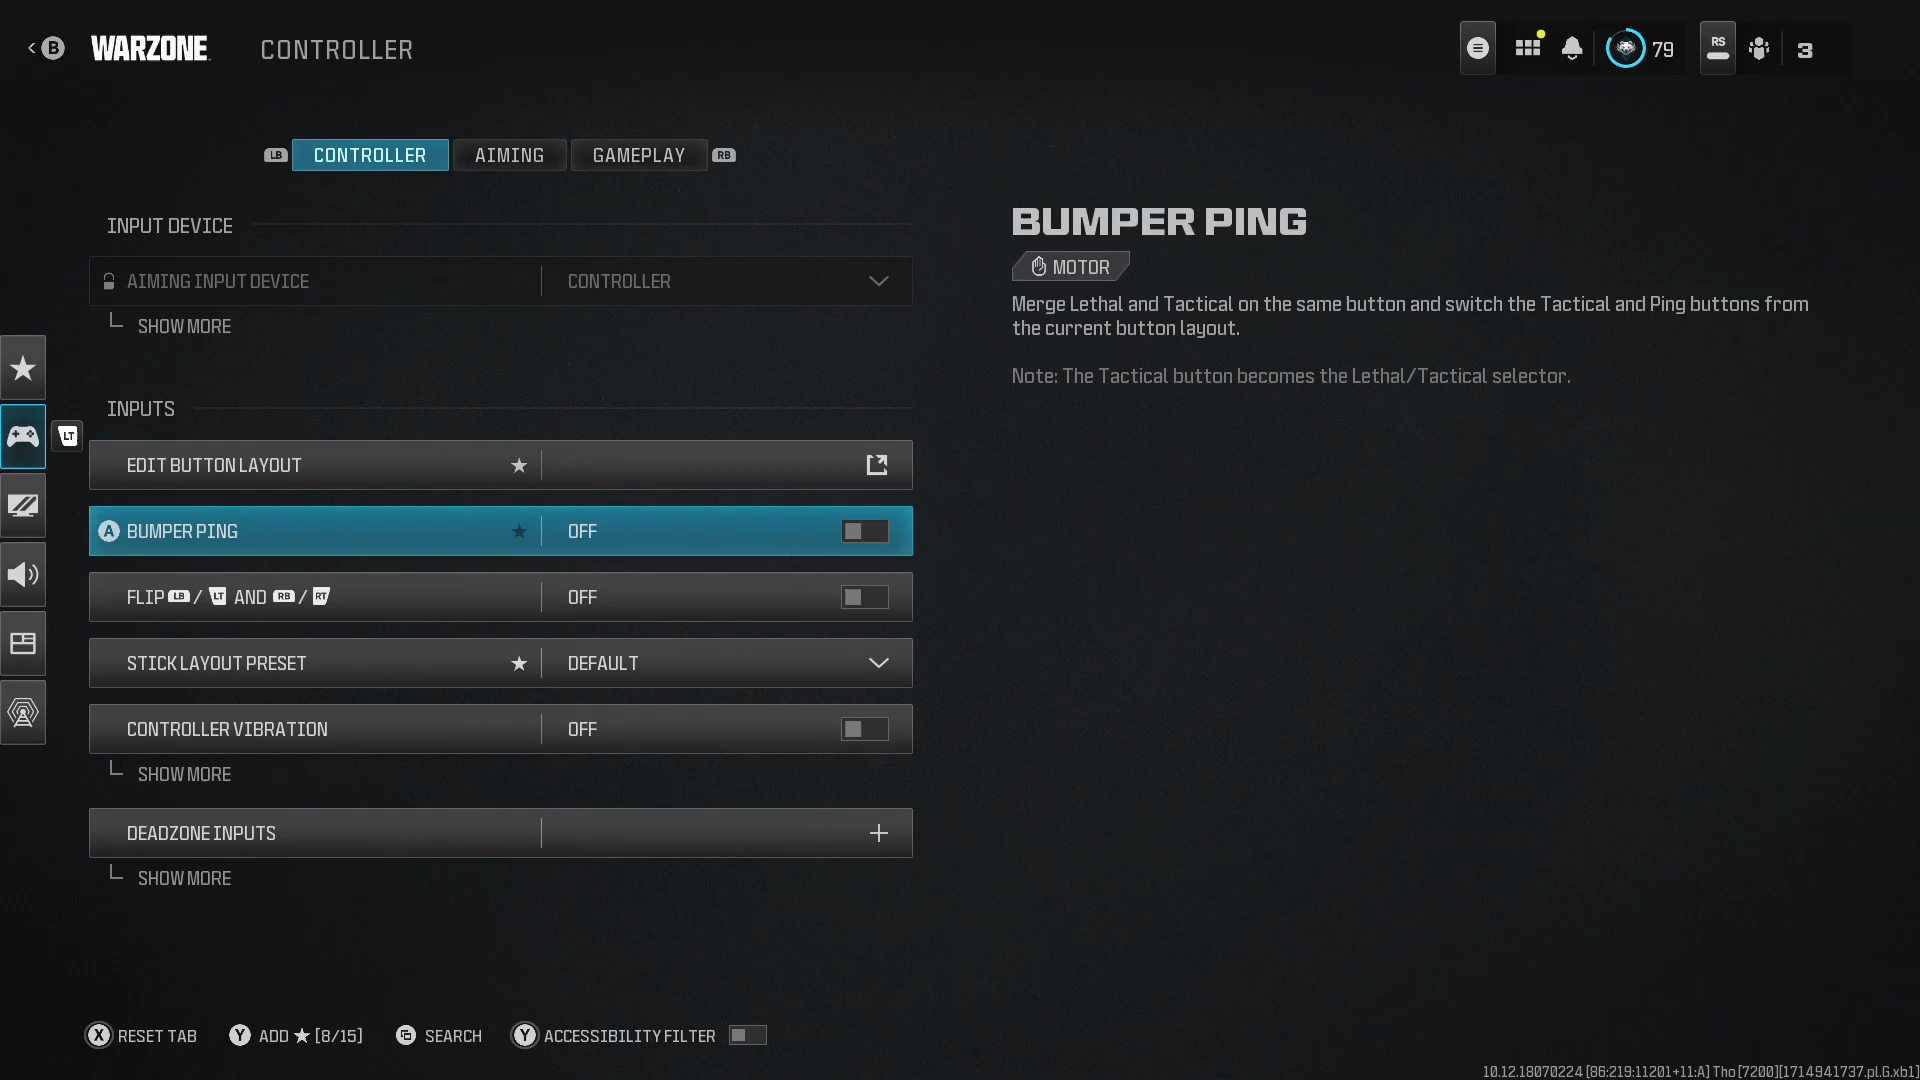 B WARZONE CONTROLLER 79 RS 3
LB CONTROLLER AIMING GAMEPLAY RB
INPUT DEVICE
AIMING INPUT DEVICE CONTROLLER
SHOW MORE
INPUTS
LT
EDIT BUTTON LAYOUT
A BUMPER PING OFF
FLIP LB / LT AND RB / RT OFF
STICK LAYOUT PRESET DEFAULT
CONTROLLER VIBRATION OFF
SHOW MORE
DEADZONE INPUTS
SHOW MORE
BUMPER PING
MOTOR
Merge Lethal and Tactical on the same button and switch the Tactical and Ping buttons from
the current button layout.
Note: The Tactical button becomes the Lethal/Tactical selector.
X RESET TAB Y ADD ★ [8/15] SEARCH Y ACCESSIBILITY FILTER
10.12.18070224 [86:219:11201+11:A] Tho [7200][1714941737.pl.G.xb1]